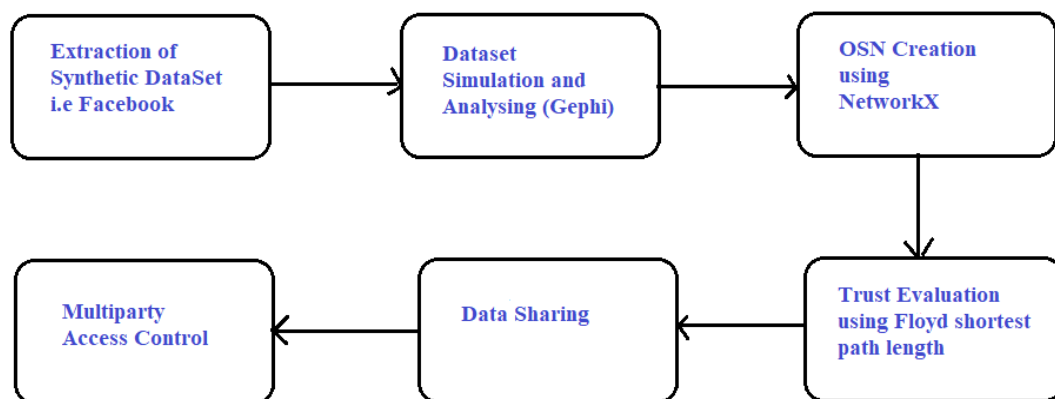 Extraction of
Synthetic DataSet
i.e Facebook
Dataset
Simulation and
Analysing (Gephi)
OSN Creation
using
NetworkX
Trust Evaluation
using Floyd shortest
path length
Data Sharing
Multiparty
Access Control